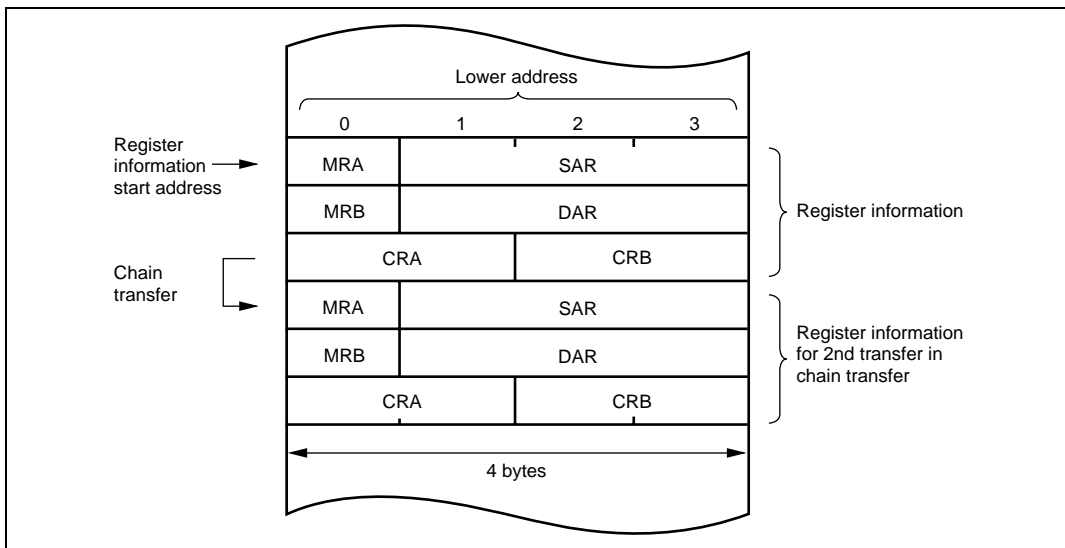 Lower address
0 1 2 3
Register
information
start address
MRA SAR
MRB DAR
Register information
CRA CRB
Chain
transfer
MRA SAR
MRB DAR
Register information
for 2nd transfer in
chain transfer
CRA CRB
4 bytes